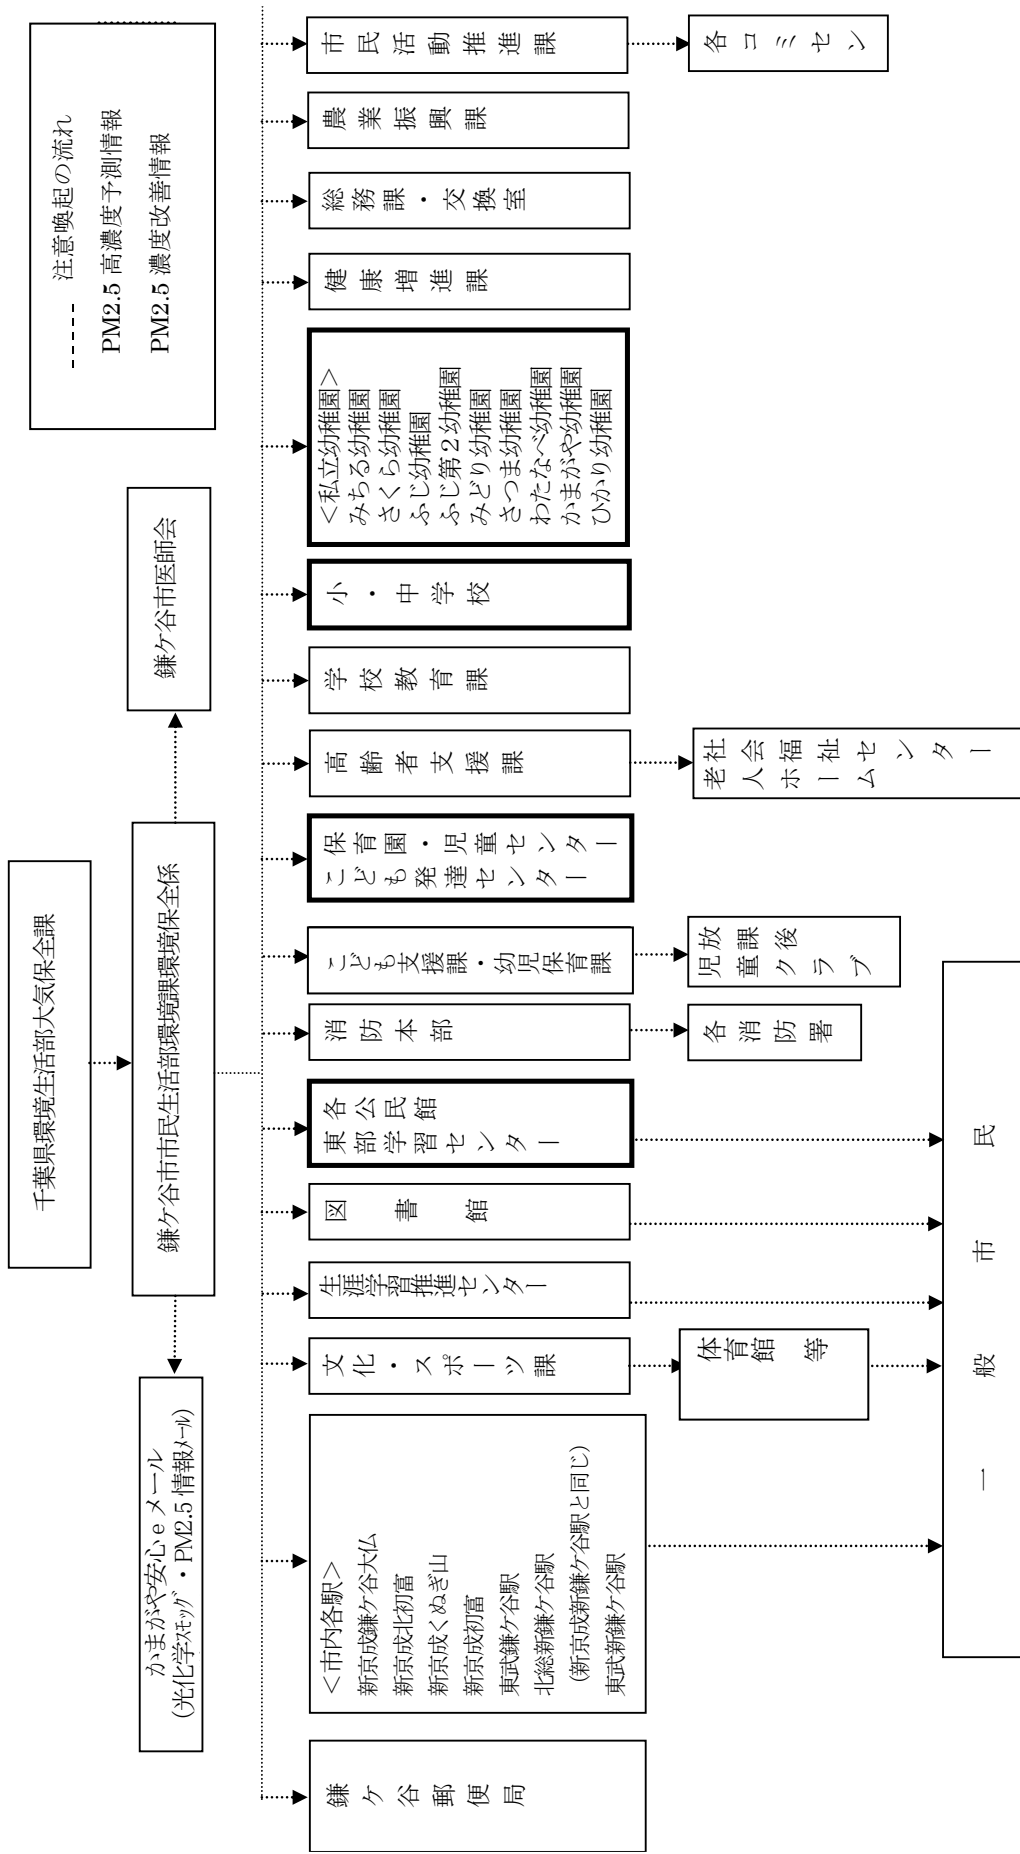 千葉県環境生活部大気保全課
鎌ケ谷市市民生活部環境課環境保全係
かまがや安心eメール
(光化学スモッグ・PM2.5情報メール)
鎌ケ谷市医師会
注意喚起の流れ
PM2.5高濃度予測情報
PM2.5濃度改善情報
鎌ケ谷郵便局
＜市内各駅＞
新京成鎌ケ谷大仏
新京成北初富
新京成くぬぎ山
新京成初富
東武鎌ケ谷駅
北総新鎌ケ谷駅
(新京成新鎌ケ谷駅と同じ)
東武新鎌ケ谷駅
文化・スポーツ課
生涯学習推進センター
図書館
各公民館
東部学習センター
消防本部
こども支援課・幼児保育課
保育園・児童センター
こども発達センター
高齢者支援課
学校教育課
小・中学校
＜私立幼稚園＞
みちる幼稚園
さくら幼稚園
ふじ幼稚園
ふじ第２幼稚園
みどり幼稚園
さつま幼稚園
わたなべ幼稚園
かまがや幼稚園
ひかり幼稚園
健康増進課
総務課・交換室
農業振興課
市民活動推進課
体育館　等
各消防署
放課後
児童クラブ
社会福祉センター
老人ホーム
各コミセン
一般市民